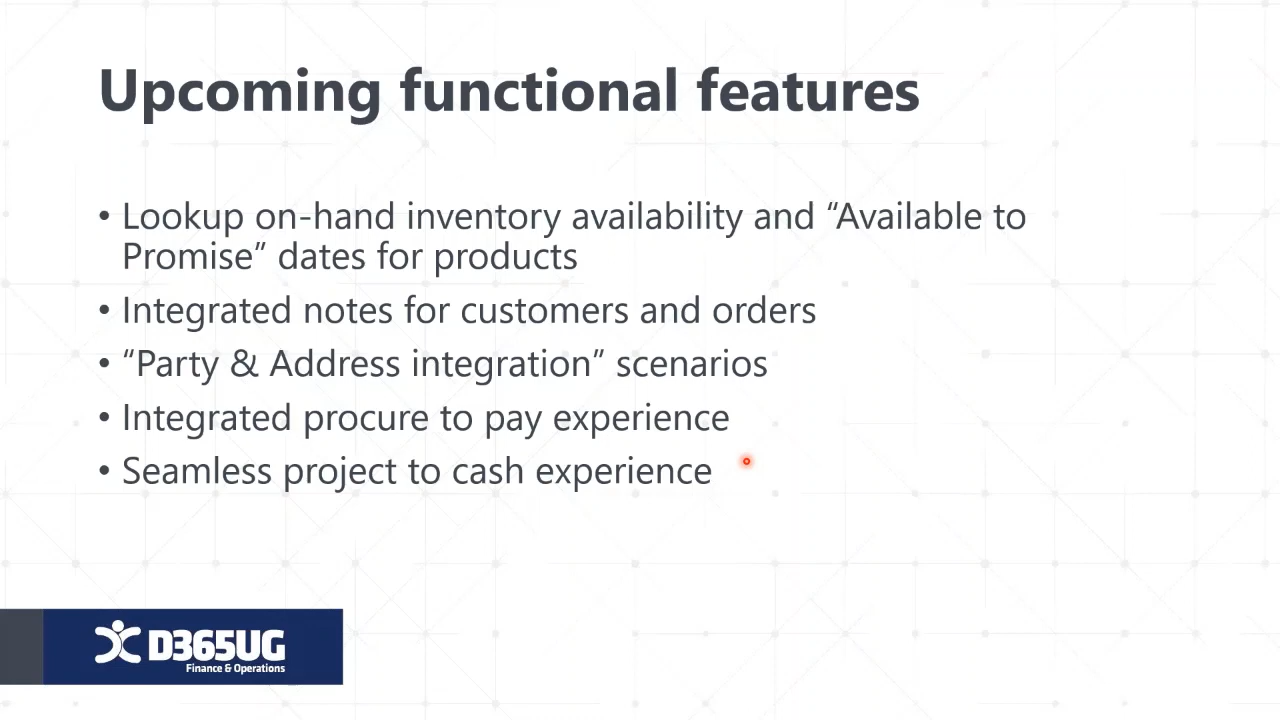 Upcoming functional features
• Lookup on-hand inventory availability and “Available to
Promise” dates for products
• Integrated notes for customers and orders
• “Party & Address integration” scenarios
• Integrated procure to pay experience
• Seamless project to cash experience
D365UG
Finance & Operations